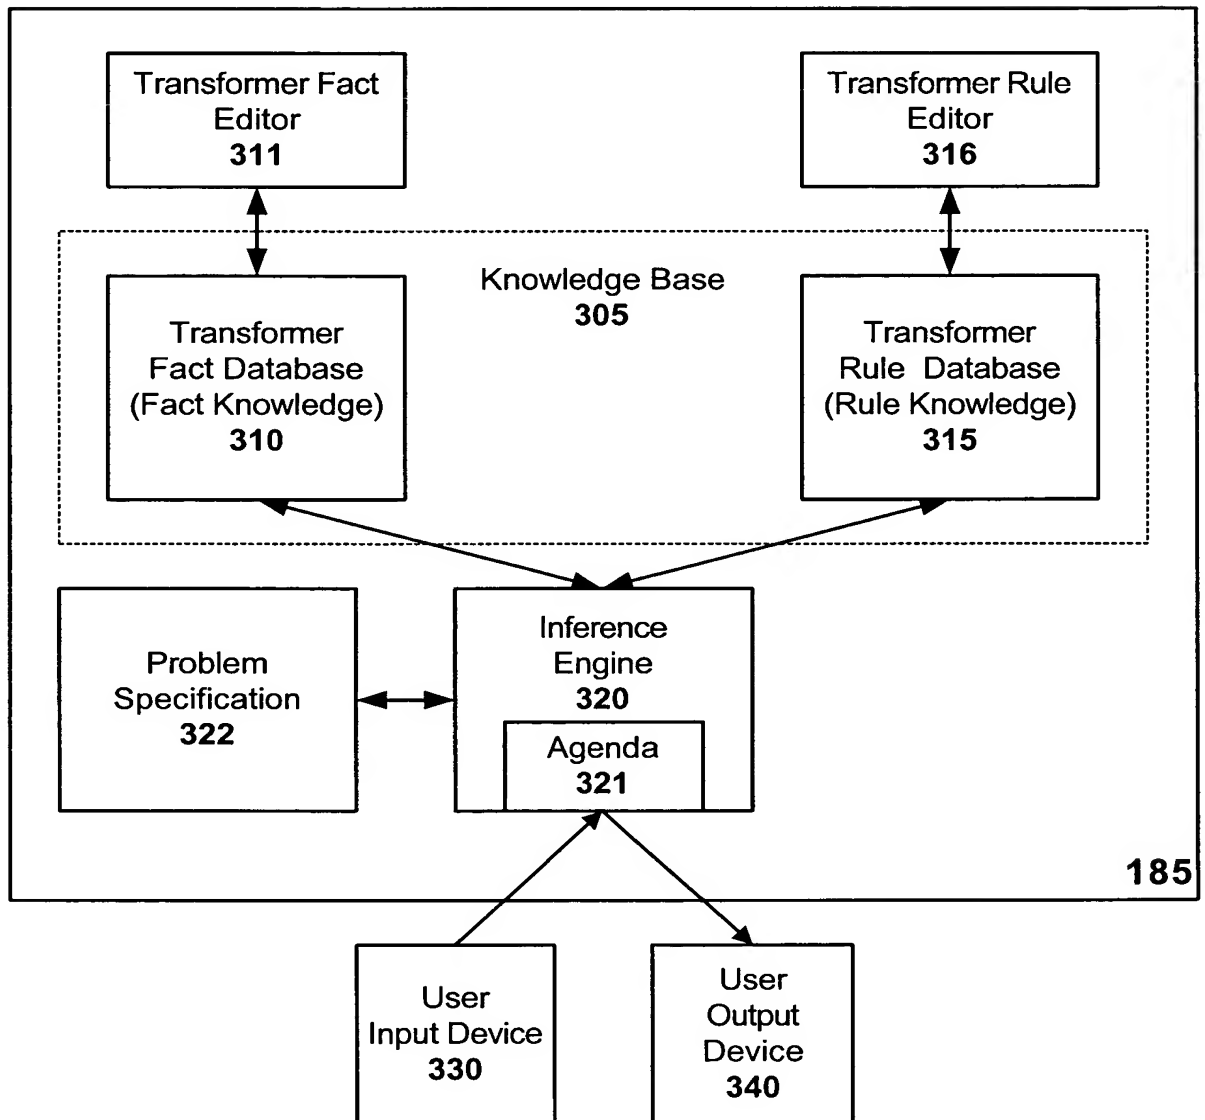 Transformer Fact
Editor
311
Transformer Rule
Editor
316
Knowledge Base
305
Transformer
Fact Database
(Fact Knowledge)
310
Transformer
Rule Database
(Rule Knowledge)
315
Problem
Specification
322
Inference
Engine
320
Agenda
321
185
User
Input Device
330
User
Output
Device
340